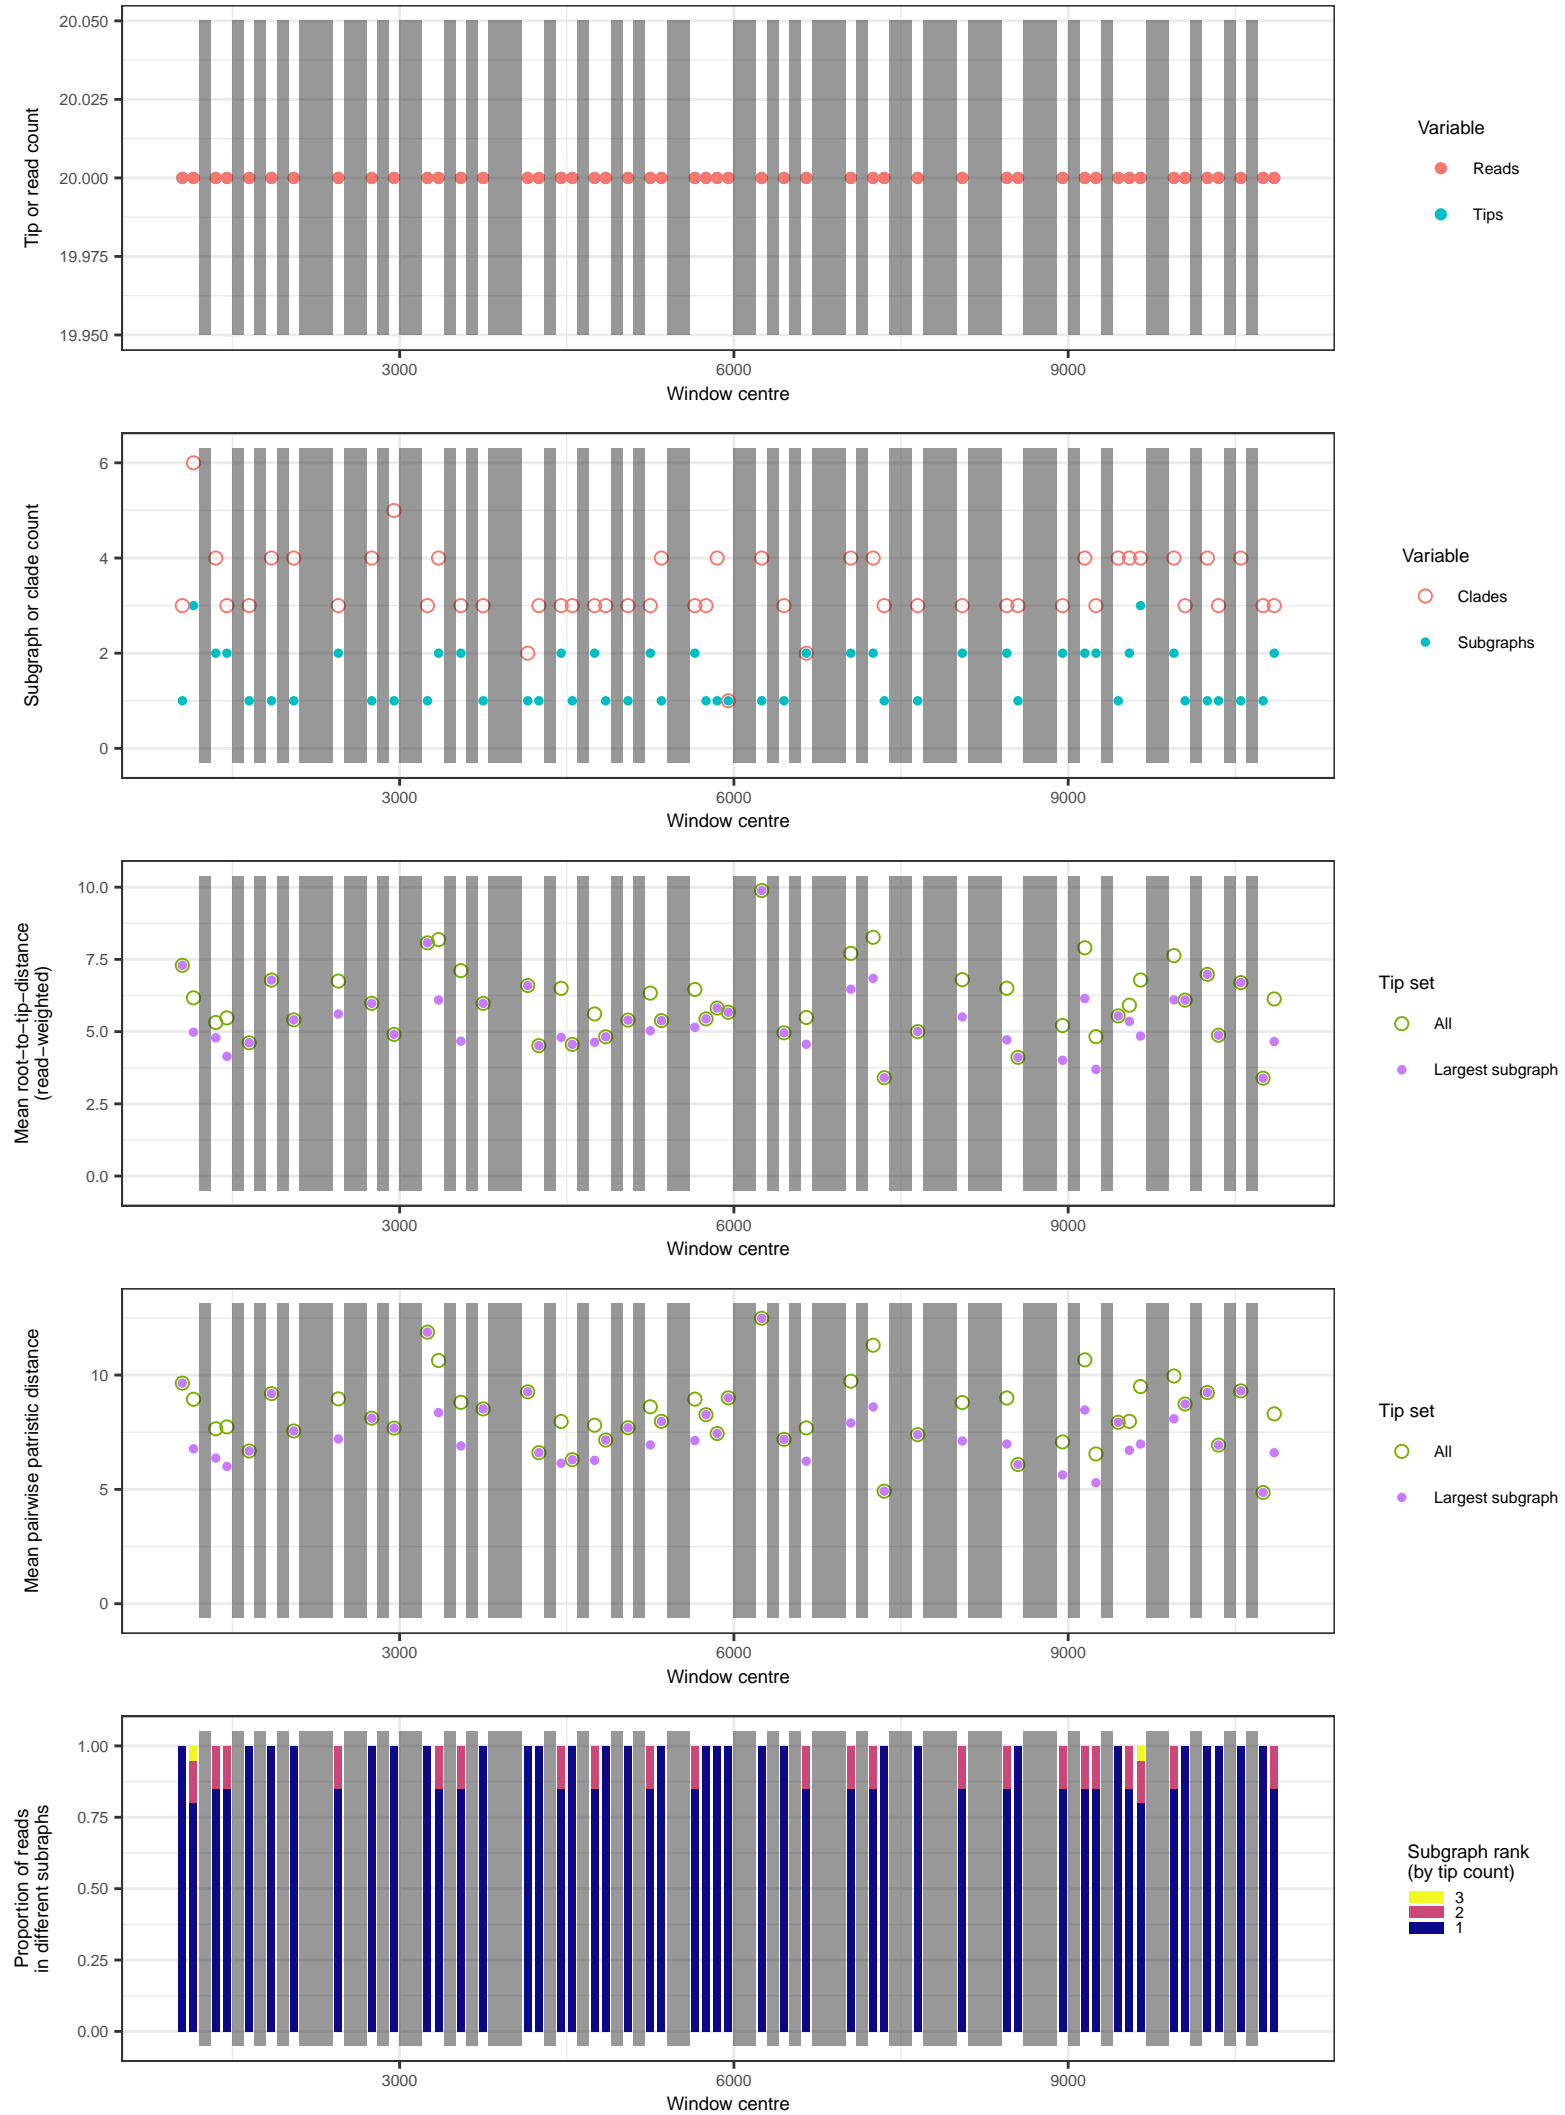 20.050
20.025
20.000
19.975
19.950
Tip or read count
3000
6000
9000
Window centre
Variable
Reads
Tips
6
4
2
0
Subgraph or clade count
3000
6000
9000
Window centre
Variable
Clades
Subgraphs
10.0
7.5
5.0
2.5
0.0
Mean root−to−tip−distance
(read−weighted)
3000
6000
9000
Window centre
Tip set
All
Largest subgraph
10
5
0
Mean pairwise patristic distance
3000
6000
9000
Window centre
Tip set
All
Largest subgraph
1.00
0.75
0.50
0.25
0.00
Proportion of reads
in different subraphs
3000
6000
9000
Window centre
Subgraph rank
(by tip count)
3
2
1